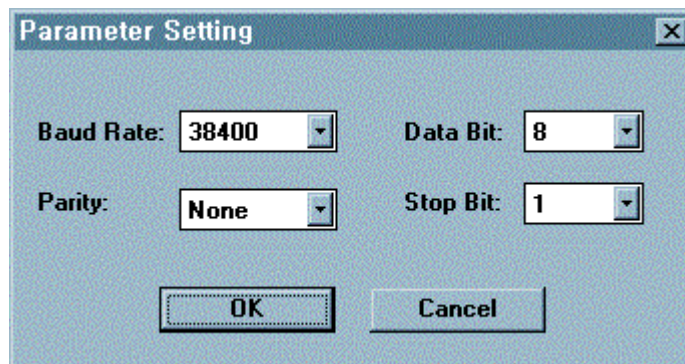 Parameter Setting
Baud Rate: 38400 Data Bit: 8
Parity: None Stop Bit: 1
OK Cancel